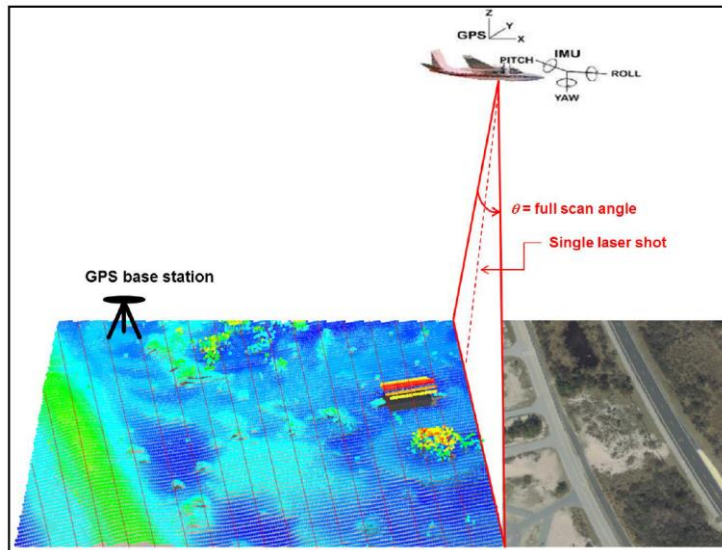 Z
Y
GPS
X
IMU
PITCH
ROLL
YAW
θ = full scan angle
Single laser shot
GPS base station